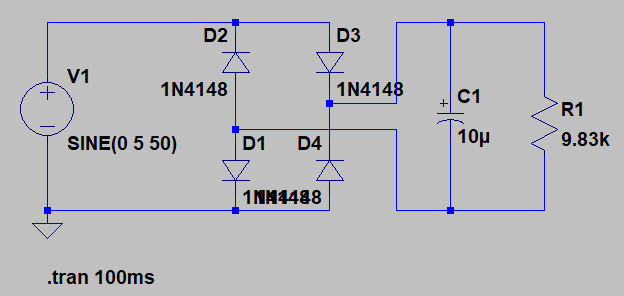 D2
D3
V1
1N4148
1N4148
C1
R1
10µ
9.83k
SINE(0 5 50)
D1
D4
1N4148
1N4148
.tran 100ms